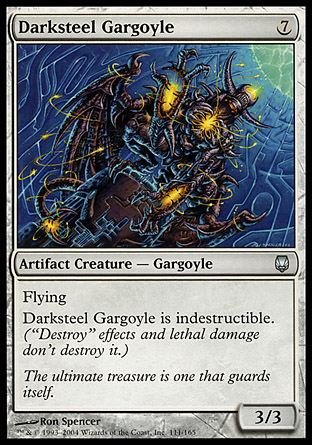 Darksteel Gargoyle 7
Artifact Creature — Gargoyle
Flying
Darksteel Gargoyle is indestructible.
(“Destroy” effects and lethal damage
don’t destroy it.)
The ultimate treasure is one that guards
itself.
Ron Spencer
™ & © 1993–2004 Wizards of the Coast, Inc. 111/165
3/3